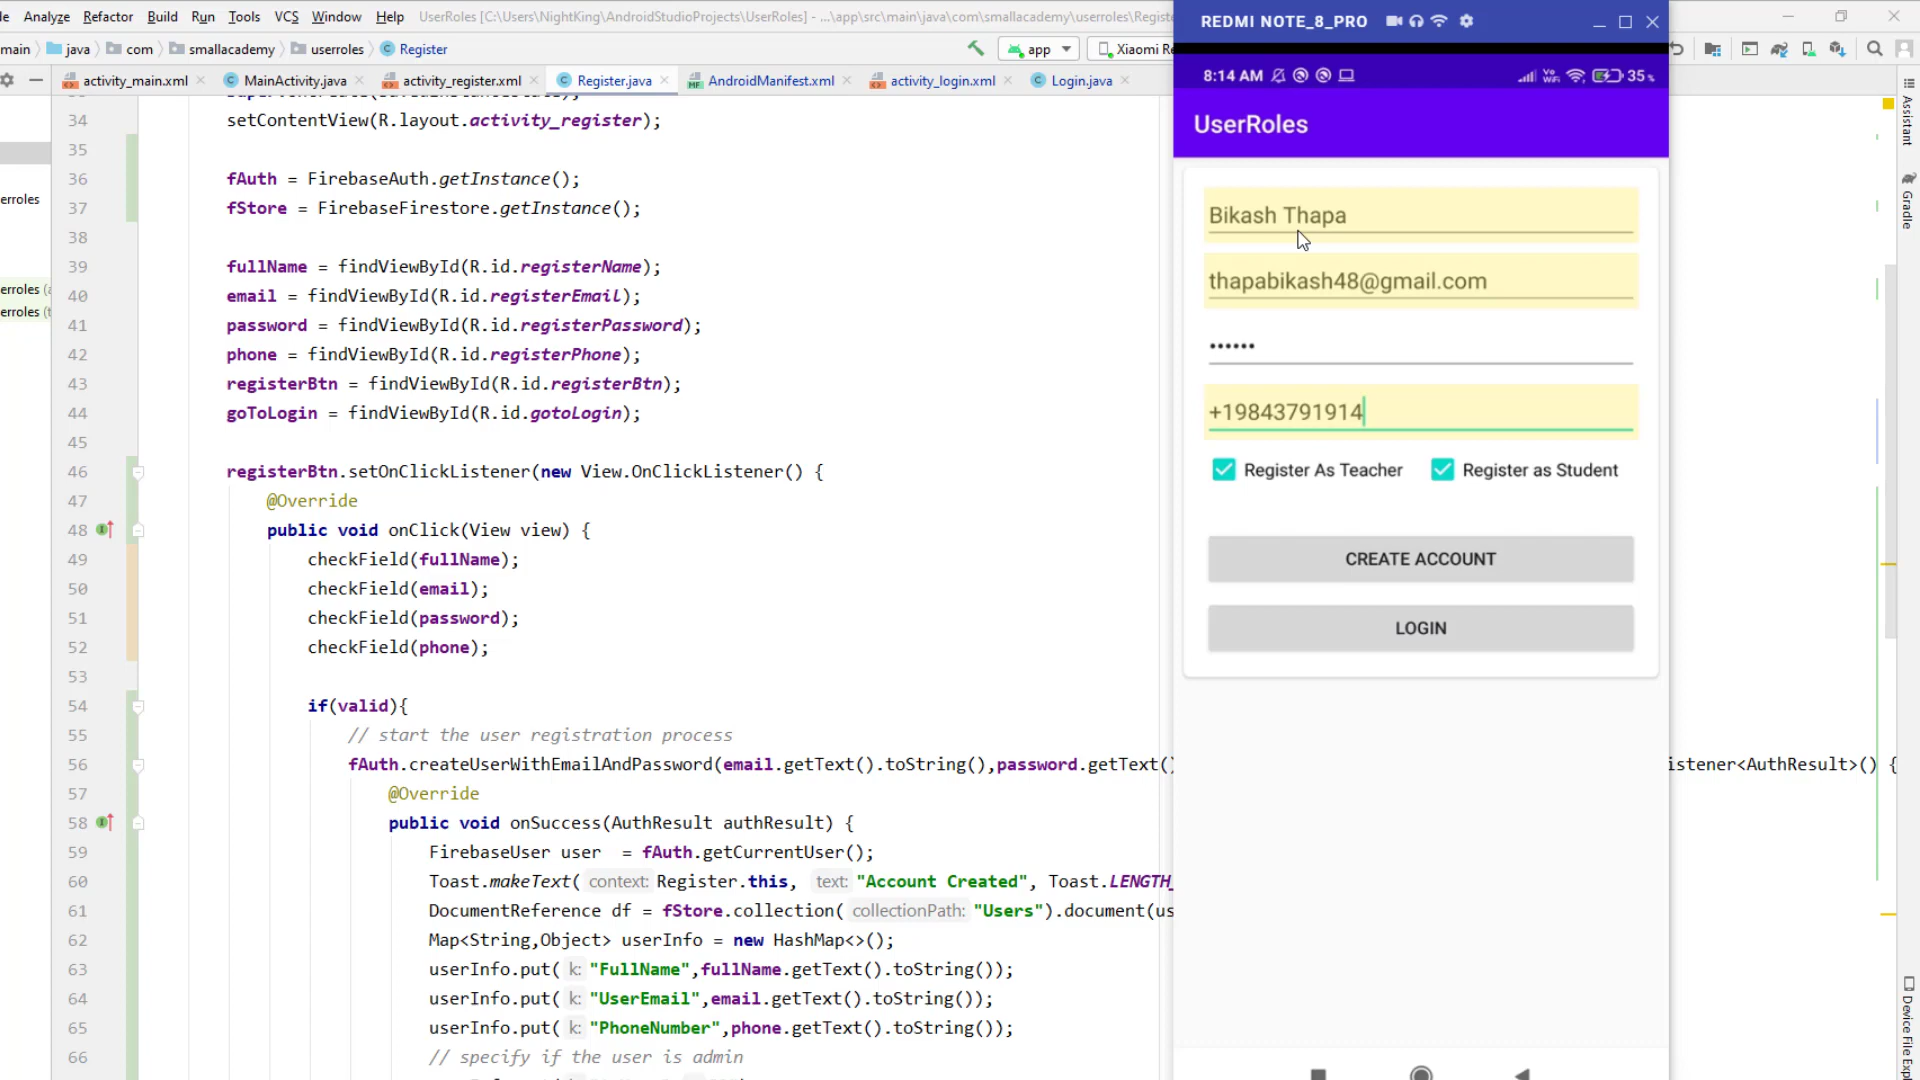 Analyze Refactor Build Run Tools VCS Window Help UserRoles [C:\Users\NightKing\AndroidStudioProjects\UserRoles] - ...\app\src\main\java\com\smallacademy\userroles\Registe
main java com smallacademy userroles Register app Xiaomi Re
activity_main.xml MainActivity.java activity_register.xml Register.java AndroidManifest.xml activity_login.xml Login.java
erroles
erroles (a
erroles (t
34 setContentView(R.layout.activity_register);
35
36 fAuth = FirebaseAuth.getInstance();
37 fStore = FirebaseFirestore.getInstance();
38
39 fullName = findViewById(R.id.registerName);
40 email = findViewById(R.id.registerEmail);
41 password = findViewById(R.id.registerPassword);
42 phone = findViewById(R.id.registerPhone);
43 registerBtn = findViewById(R.id.registerBtn);
44 goToLogin = findViewById(R.id.gotoLogin);
45
46 registerBtn.setOnClickListener(new View.OnClickListener() {
47 @Override
48 public void onClick(View view) {
49 checkField(fullName);
50 checkField(email);
51 checkField(password);
52 checkField(phone);
53
54 if(valid){
55 // start the user registration process
56 fAuth.createUserWithEmailAndPassword(email.getText().toString(),password.getText() istener<AuthResult>() {
57 @Override
58 public void onSuccess(AuthResult authResult) {
59 FirebaseUser user = fAuth.getCurrentUser();
60 Toast.makeText( context: Register.this, text: "Account Created", Toast.LENGTH_
61 DocumentReference df = fStore.collection( collectionPath: "Users").document(us
62 Map<String,Object> userInfo = new HashMap<>();
63 userInfo.put( k: "FullName",fullName.getText().toString());
64 userInfo.put( k: "UserEmail",email.getText().toString());
65 userInfo.put( k: "PhoneNumber",phone.getText().toString());
66 // specify if the user is admin
REDMI NOTE_8_PRO
8:14 AM 35%
UserRoles
Bikash Thapa
thapabikash48@gmail.com
••••••
+19843791914
Register As Teacher Register as Student
CREATE ACCOUNT
LOGIN
Assistant
Gradle
Device File Expl